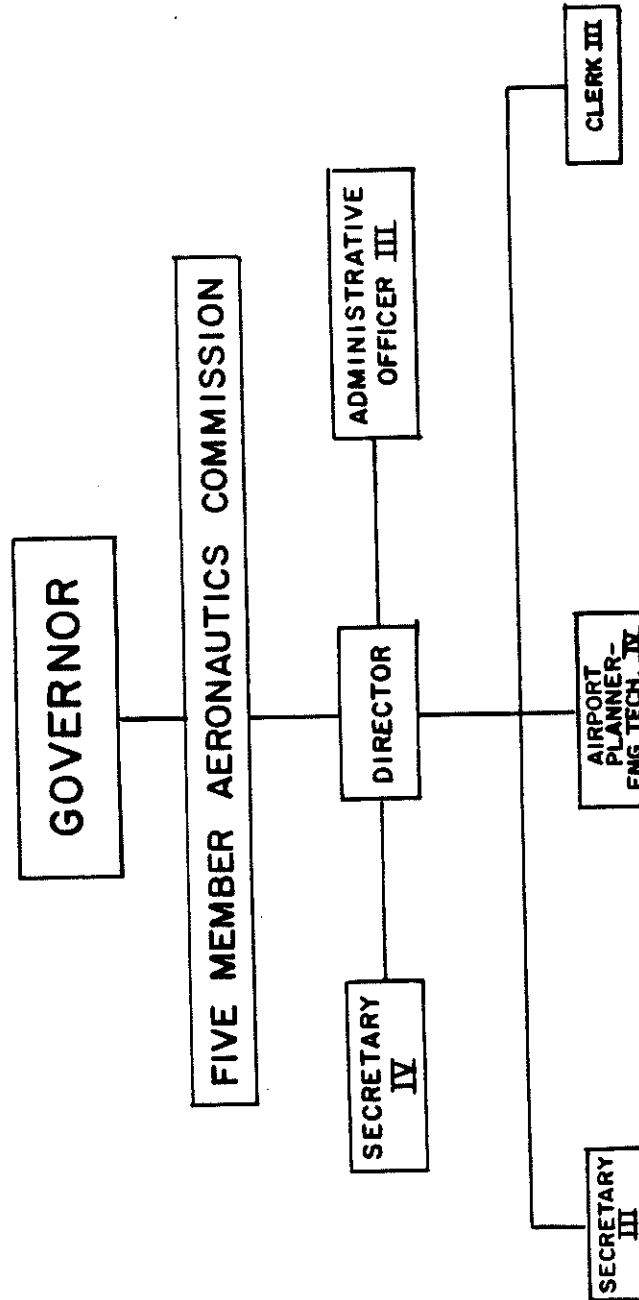 GOVERNOR
FIVE MEMBER AERONAUTICS COMMISSION
SECRETARY
IV
DIRECTOR
ADMINISTRATIVE
OFFICER III
SECRETARY
III
AIRPORT
PLANNER-
ENG. TECH. IV
CLERK III